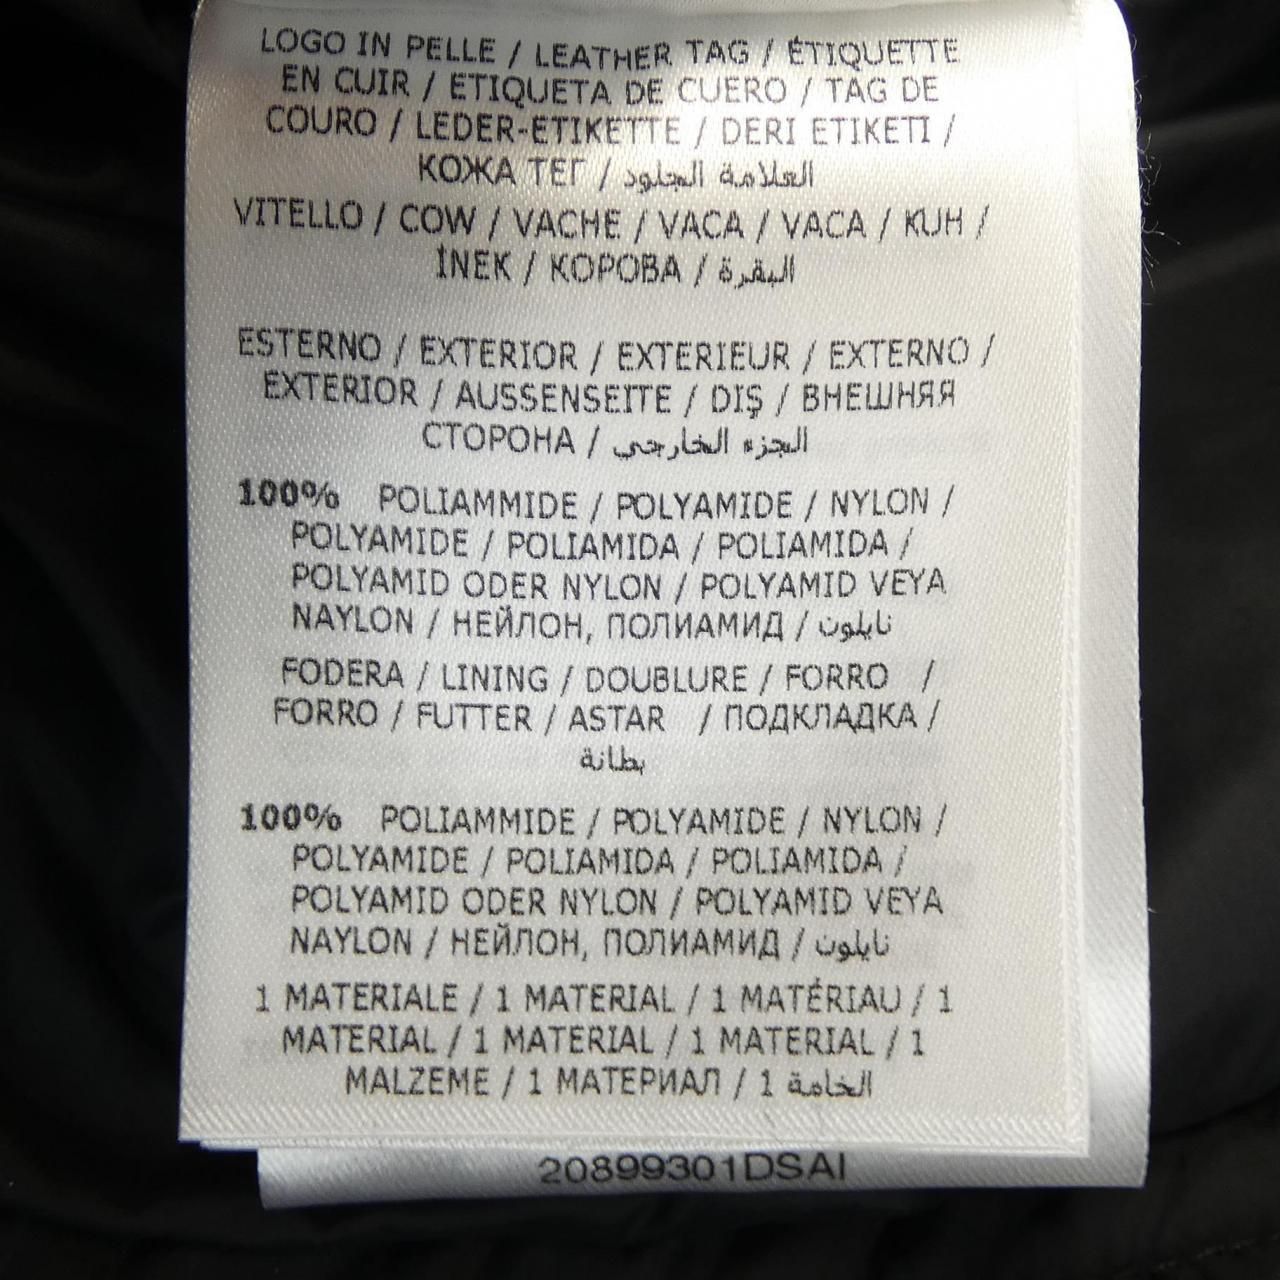 LOGO IN PELLE / LEATHER TAG / ÉTIQUETTE
EN CUIR / ETIQUETA DE CUERO / TAG DE
COURO / LEDER-ETIKETTE / DERI ETIKETI /
КОЖА ТЕГ / العلامة الجلود
VITELLO / COW / VACHE / VACA / VACA / KUH /
İNEK / КОРОВА / البقرة
ESTERNO / EXTERIOR / EXTERIEUR / EXTERNO /
EXTERIOR / AUSSENSEITE / DIŞ / ВНЕШНЯЯ
СТОРОНА / الجزء الخارجي
100% POLIAMMIDE / POLYAMIDE / NYLON /
POLYAMIDE / POLIAMIDA / POLIAMIDA /
POLYAMID ODER NYLON / POLYAMID VEYA
NAYLON / НЕЙЛОН, ПОЛИАМИД / نايلون
FODERA / LINING / DOUBLURE / FORRO /
FORRO / FUTTER / ASTAR / ПОДКЛАДКА /
بطانة
100% POLIAMMIDE / POLYAMIDE / NYLON /
POLYAMIDE / POLIAMIDA / POLIAMIDA /
POLYAMID ODER NYLON / POLYAMID VEYA
NAYLON / НЕЙЛОН, ПОЛИАМИД / نايلون
1 MATERIALE / 1 MATERIAL / 1 MATÉRIAU / 1
MATERIAL / 1 MATERIAL / 1 MATERIAL / 1
MALZEME / 1 МАТЕРИАЛ / 1 الخامة
20899301DSAI